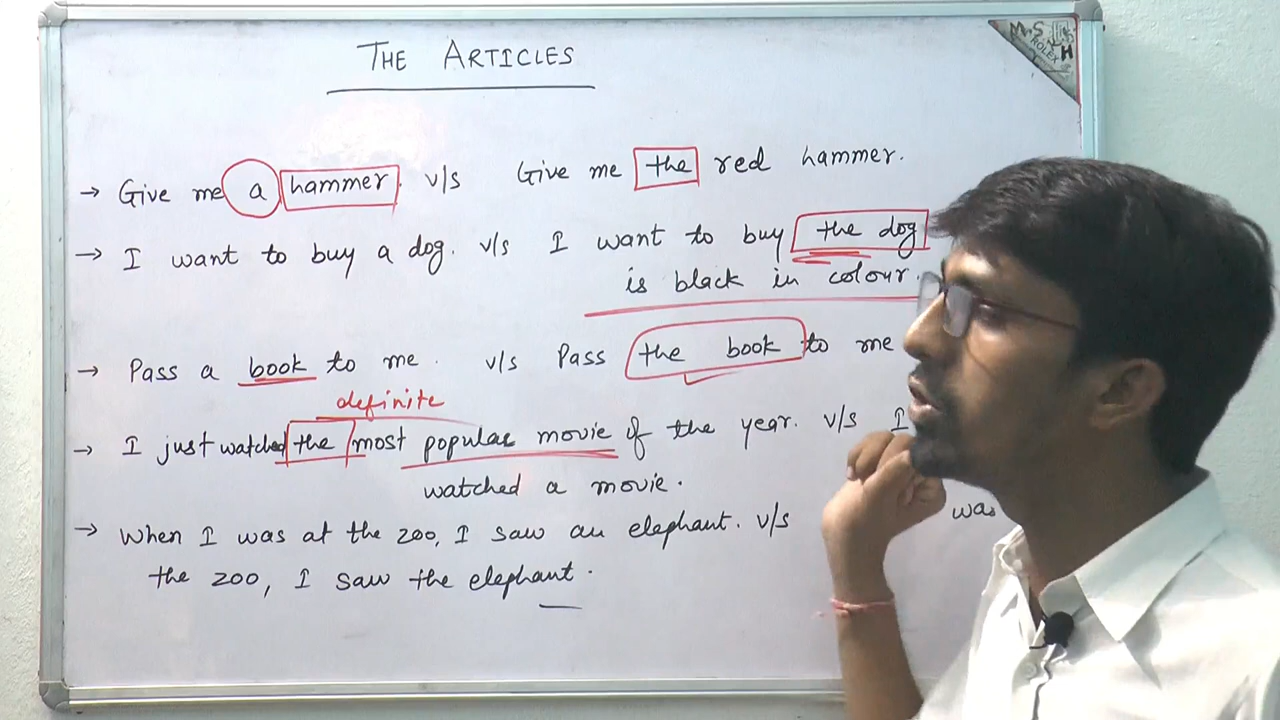 THE ARTICLES
→ Give me a hammer. v/s Give me the red hammer.
→ I want to buy a dog. v/s I want to buy the dog
is black in colour.
→ Pass a book to me. v/s Pass the book to me
definite
→ I just watched the most popular movie of the year. v/s I
watched a movie.
→ When I was at the zoo, I saw an elephant. v/s was
the zoo, I saw the elephant.